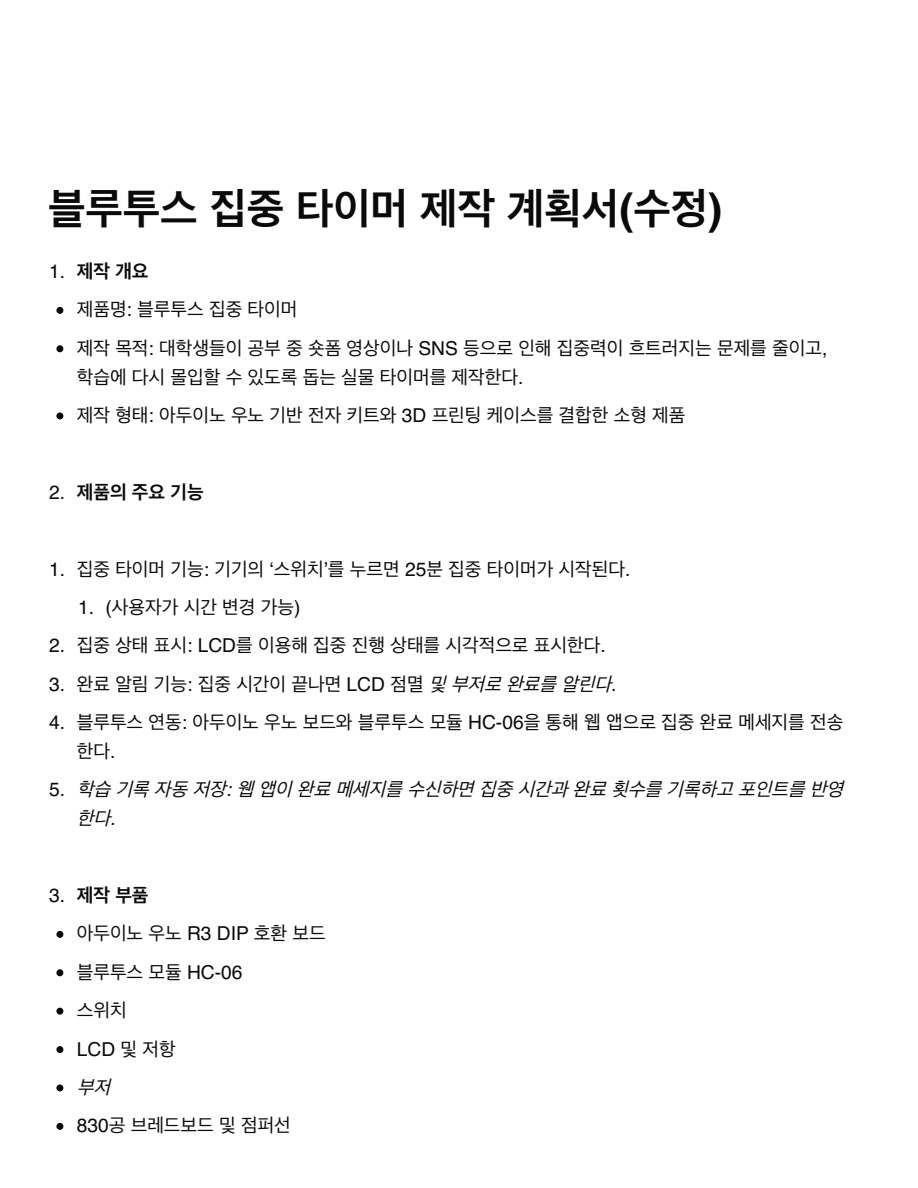 블루투스 집중 타이머 제작 계획서(수정)
1. 제작 개요
• 제품명: 블루투스 집중 타이머
• 제작 목적: 대학생들이 공부 중 숏폼 영상이나 SNS 등으로 인해 집중력이 흐트러지는 문제를 줄이고,
학습에 다시 몰입할 수 있도록 돕는 실물 타이머를 제작한다.
• 제작 형태: 아두이노 우노 기반 전자 키트와 3D 프린팅 케이스를 결합한 소형 제품
2. 제품의 주요 기능
1. 집중 타이머 기능: 기기의 ‘스위치’를 누르면 25분 집중 타이머가 시작된다.
1. (사용자가 시간 변경 가능)
2. 집중 상태 표시: LCD를 이용해 집중 진행 상태를 시각적으로 표시한다.
3. 완료 알림 기능: 집중 시간이 끝나면 LCD 점멸 및 부저로 완료를 알린다.
4. 블루투스 연동: 아두이노 우노 보드와 블루투스 모듈 HC-06을 통해 웹 앱으로 집중 완료 메세지를 전송
한다.
5. 학습 기록 자동 저장: 웹 앱이 완료 메세지를 수신하면 집중 시간과 완료 횟수를 기록하고 포인트를 반영
한다.
3. 제작 부품
• 아두이노 우노 R3 DIP 호환 보드
• 블루투스 모듈 HC-06
• 스위치
• LCD 및 저항
• 부저
• 830공 브레드보드 및 점퍼선